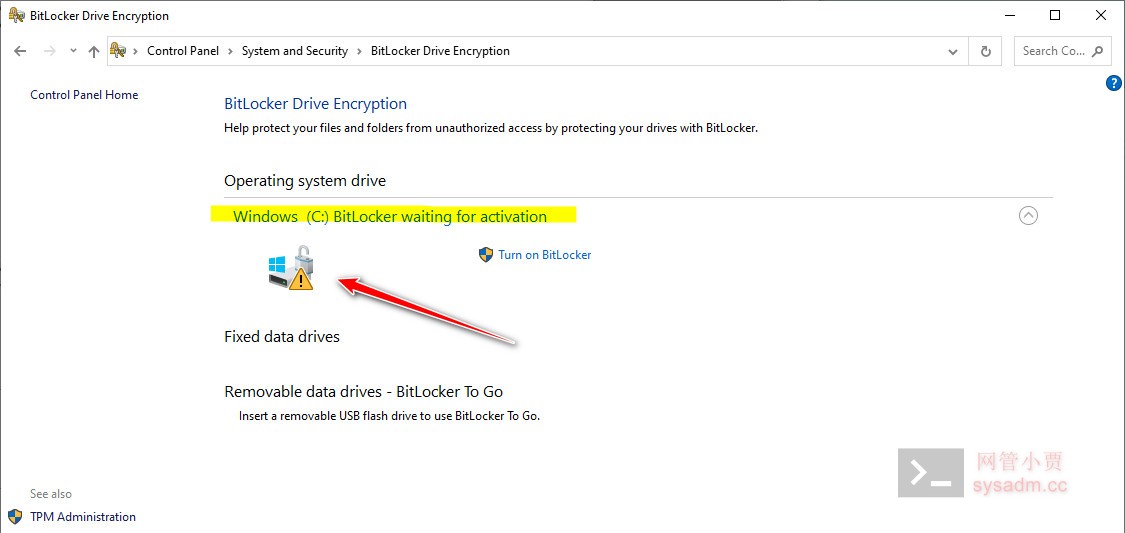 BitLocker Drive Encryption
Control Panel > System and Security > BitLocker Drive Encryption
Search Co...
Control Panel Home
BitLocker Drive Encryption
Help protect your files and folders from unauthorized access by protecting your drives with BitLocker.
Operating system drive
Windows (C:) BitLocker waiting for activation
Turn on BitLocker
Fixed data drives
Removable data drives - BitLocker To Go
Insert a removable USB flash drive to use BitLocker To Go.
网管小贾
sysadm.cc
See also
TPM Administration